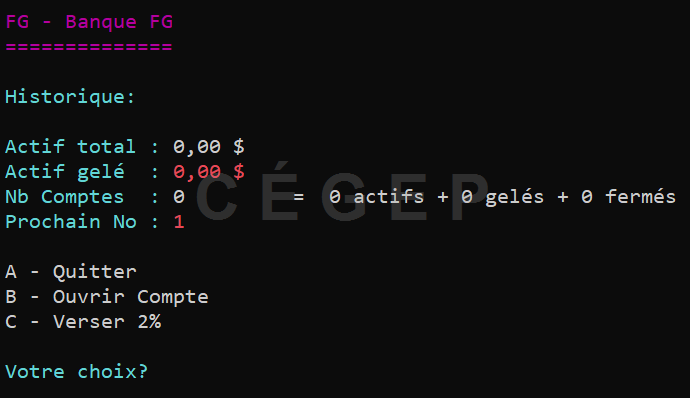 FG - Banque FG
==============
Historique:
Actif total : 0,00 $
Actif gelé  : 0,00 $
Nb Comptes  : 0         =  0 actifs + 0 gelés + 0 fermés
Prochain No : 1
CÉGEP
A - Quitter
B - Ouvrir Compte
C - Verser 2%
Votre choix?